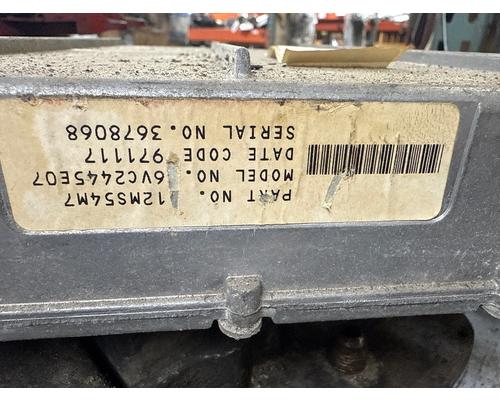 PART NO. 12MS54M7
MODEL NO. 6VC2445E07
DATE CODE 971117
SERIAL NO. 3678068